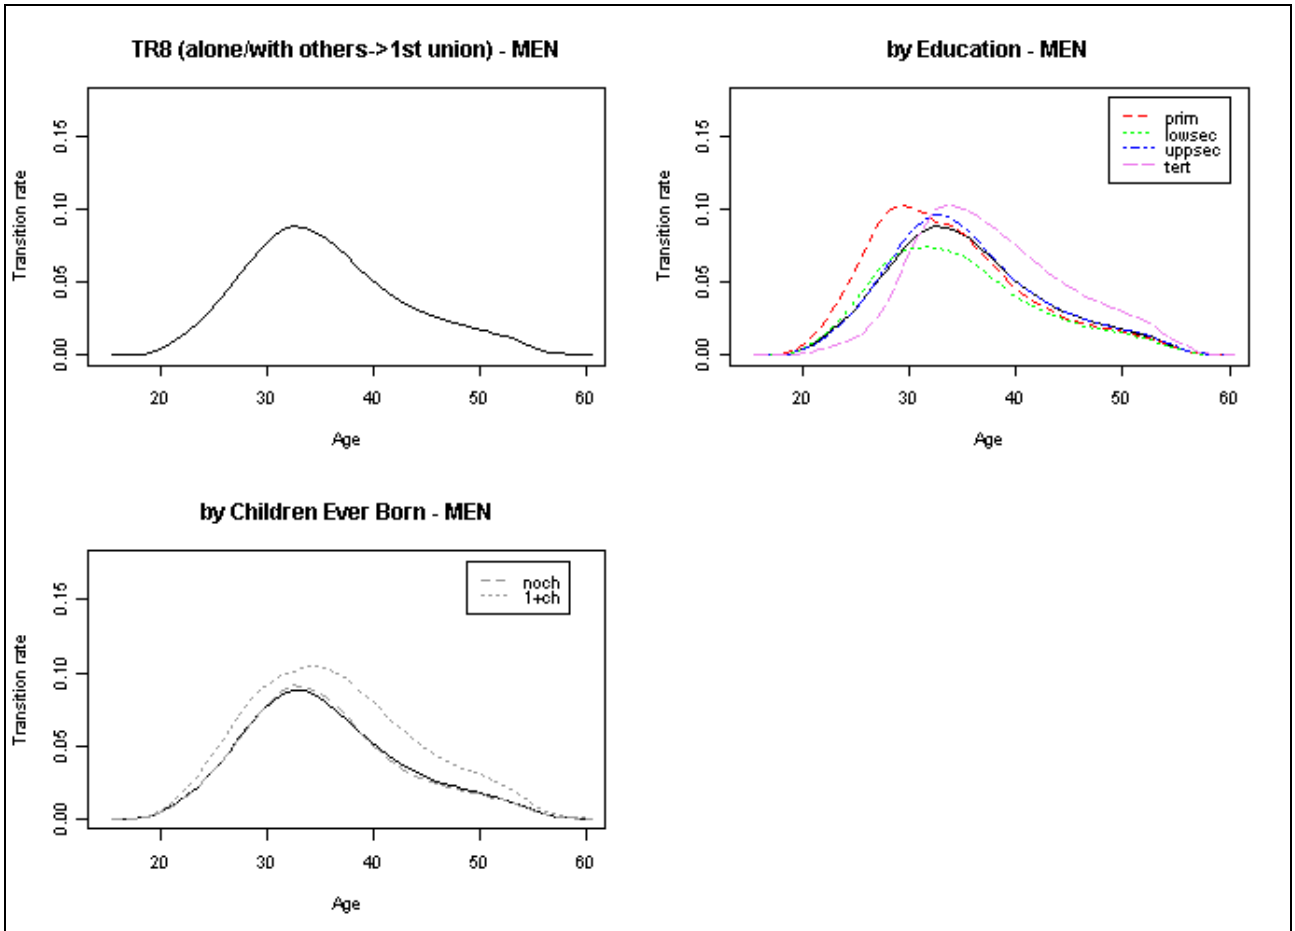 TR8 (alone/with others->1st union) - MEN
Transition rate
0.00 0.05 0.10 0.15
20 30 40 50 60
Age
by Education - MEN
Transition rate
0.00 0.05 0.10 0.15
prim
lowsec
uppsec
tert
20 30 40 50 60
Age
by Children Ever Born - MEN
Transition rate
0.00 0.05 0.10 0.15
noch
1+ch
20 30 40 50 60
Age